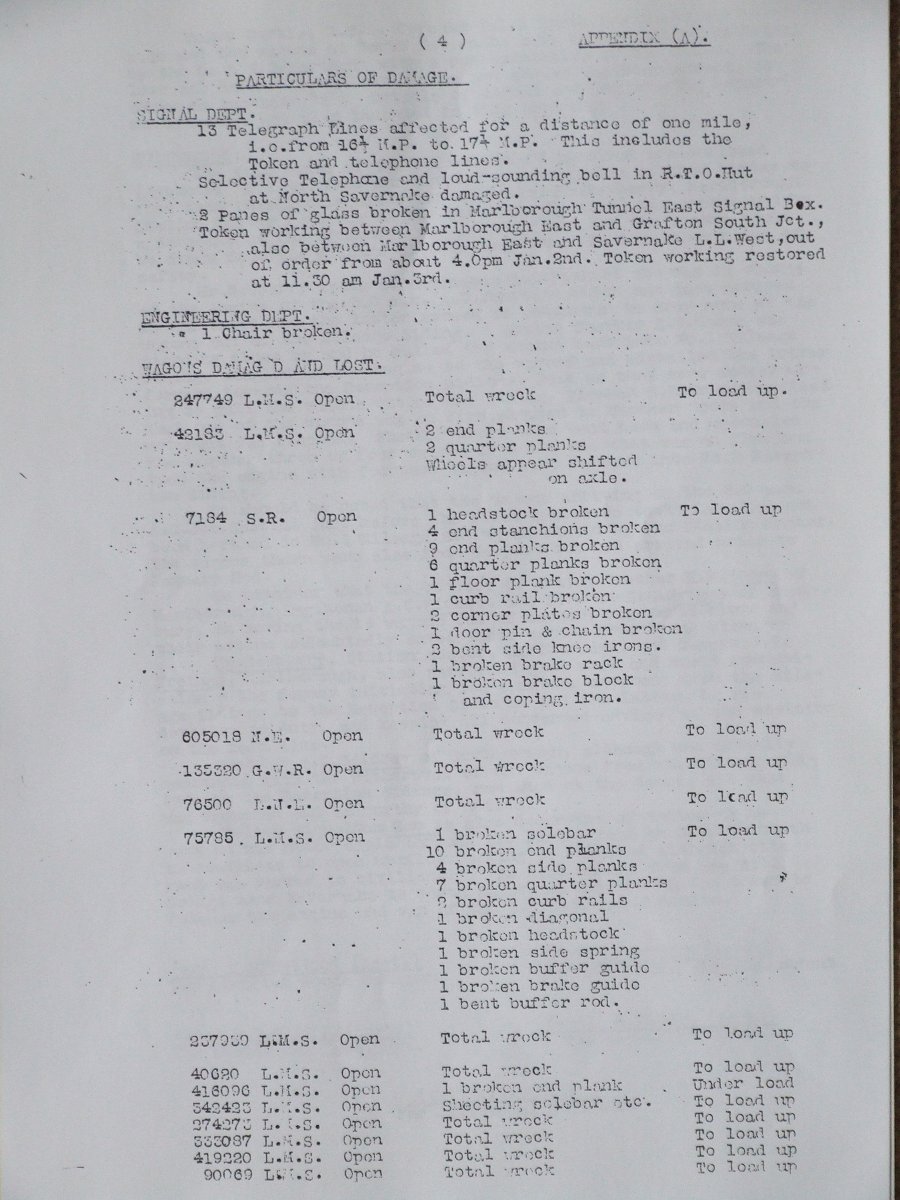 ( 4 ) APPENDIX (A).
PARTICULARS OF DAMAGE.
SIGNAL DEPT.
13 Telegraph Lines affected for a distance of one mile,
i.e.from 16¼ M.P. to 17¼ M.P. This includes the
Token and telephone lines.
Selective Telephone and loud-sounding bell in R.T.O.Hut
at North Savernake damaged.
2 Panes of glass broken in Marlborough Tunnel East Signal Box.
Token working between Marlborough East and Grafton South Jct.,
also between Marlborough East and Savernake L.L.West,out
of order from about 4.0pm Jan.2nd. Token working restored
at 11.30 am Jan.3rd.
ENGINEERING DEPT.
1 Chair broken.
WAGONS DAMAG D AND LOST.
247749 L.M.S. Open Total wreck To load up.
42183 L.M.S. Open 2 end planks
2 quarter planks
Wheels appear shifted
on axle.
7184 S.R. Open 1 headstock broken To load up
4 end stanchions broken
9 end planks broken
6 quarter planks broken
1 floor plank broken
1 curb rail broken
2 corner plates broken
1 door pin & chain broken
2 bent side knee irons.
1 broken brake rack
1 broken brake block
and coping iron.
605018 N.E. Open Total wreck To load up
135320 G.W.R. Open Total wreck To load up
76500 Open Total wreck To load up
75785 L.M.S. Open 1 broken solebar To load up
10 broken end planks
4 broken side planks
7 broken quarter planks
2 broken curb rails
1 broken diagonal
1 broken headstock
1 broken side spring
1 broken buffer guide
1 broken brake guide
1 bent buffer rod.
L.M.S. Open Total wreck To load up
40620 L.M.S. Open Total wreck To load up
416096 L.M.S. Open 1 broken end plank Under load
342423 L.M.S. Open Sheeting solebar etc. To load up
274273 L.M.S. Open Total wreck To load up
333087 L.M.S. Open Total wreck To load up
419220 L.M.S. Open Total wreck To load up
90069 L.M.S. Open Total wreck To load up